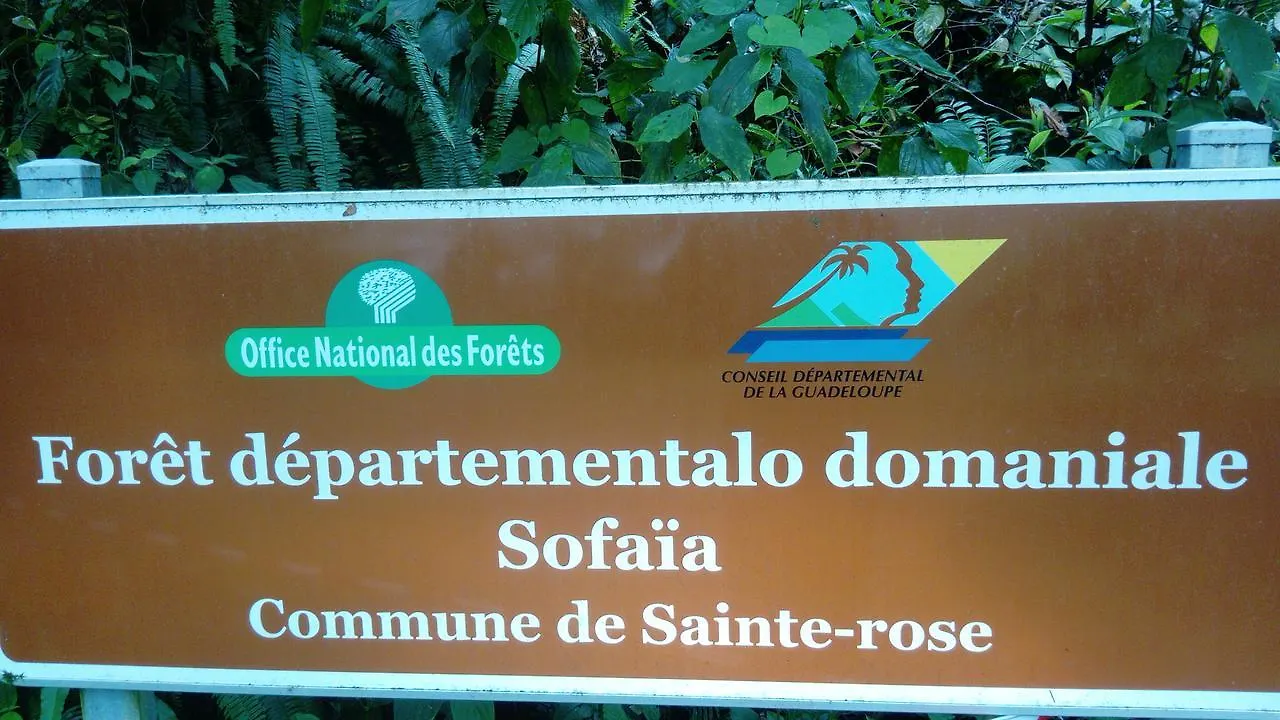 Office National des Forêts
CONSEIL DÉPARTEMENTAL
DE LA GUADELOUPE
Forêt départementalo domaniale
Sofaïa
Commune de Sainte-rose